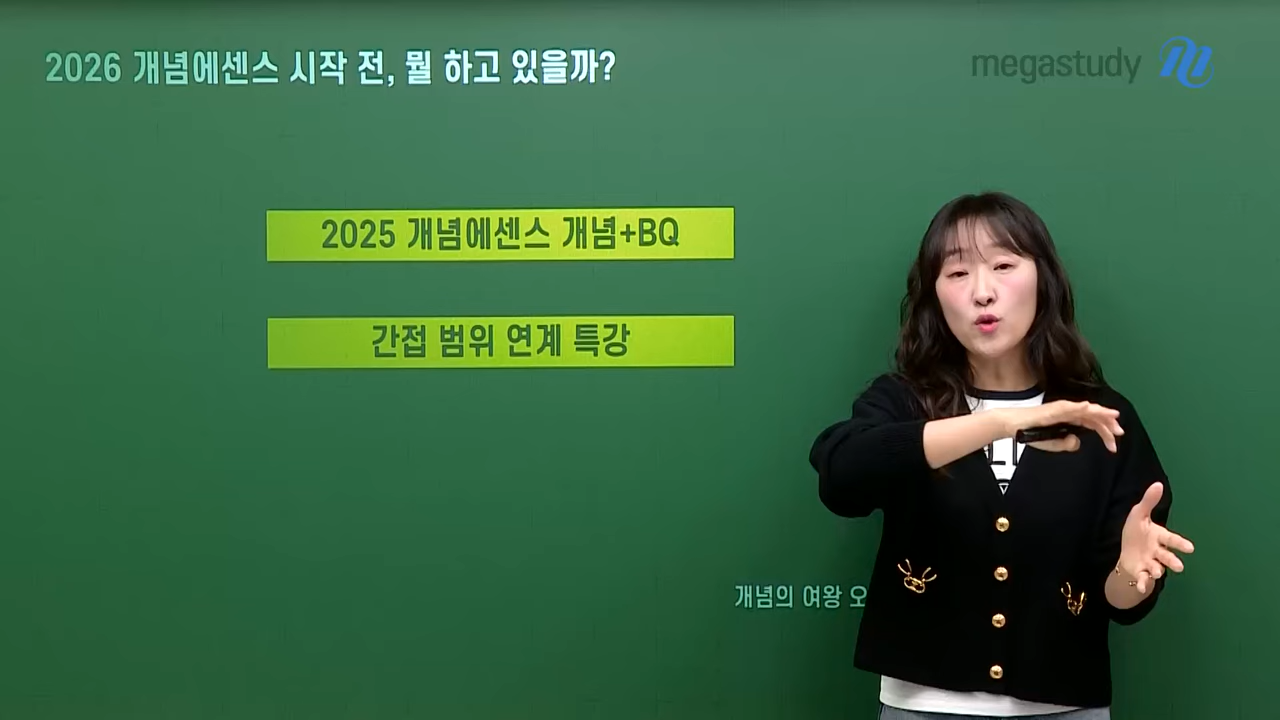 2026 개념에센스 시작 전, 뭘 하고 있을까?
megastudy
2025 개념에센스 개념+BQ
간접 범위 연계 특강
개념의 여왕 오